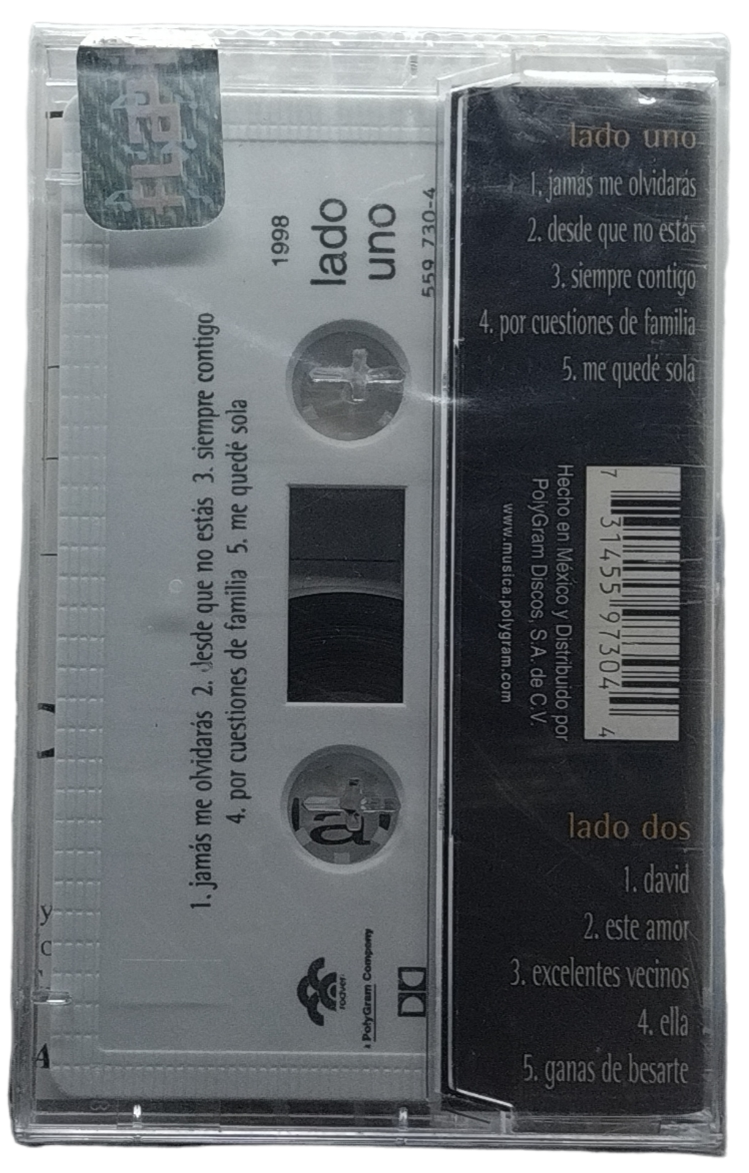 lado uno
1. jamás me olvidarás
2. desde que no estás
3. siempre contigo
4. por cuestiones de familia
5. me quedé sola
7 31455 97304 4
Hecho en México y Distribuido por
PolyGram Discos, S.A. de C.V.
www.musica.polygram.com
lado dos
1. david
2. este amor
3. excelentes vecinos
4. ella
5. ganas de besarte
1. jamás me olvidarás 2. desde que no estás 3. siempre contigo
4. por cuestiones de familia 5. me quedé sola
1998
lado
uno
559 730-4
rodven
a PolyGram Company